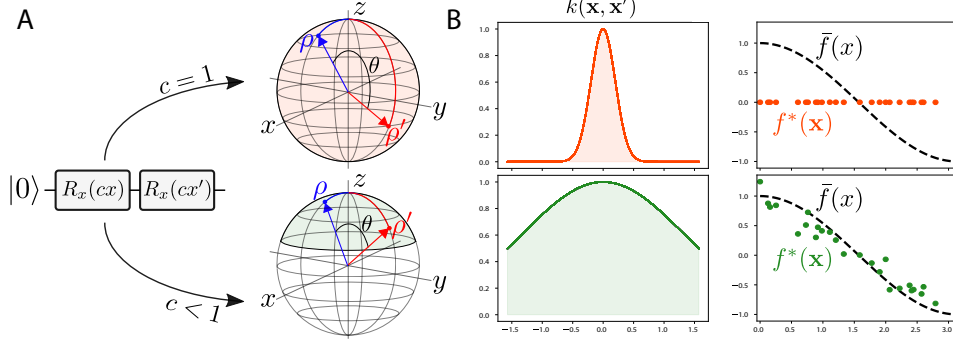 A
c = 1
|0⟩
R_x(cx)
R_x(cx′)
c < 1
z
ρ
θ
ρ′
x
y
z
ρ
θ
ρ′
x
y
B
k(x, x′)
1.0
0.8
0.6
0.4
0.2
0.0
1.0
0.8
0.6
0.4
0.2
0.0
−1.5 −1.0 −0.5 0.0 0.5 1.0 1.5
f̄(x)
f*(x)
1.0
0.5
0.0
−0.5
−1.0
f̄(x)
f*(x)
1.0
0.5
0.0
−0.5
−1.0
0.0 0.5 1.0 1.5 2.0 2.5 3.0